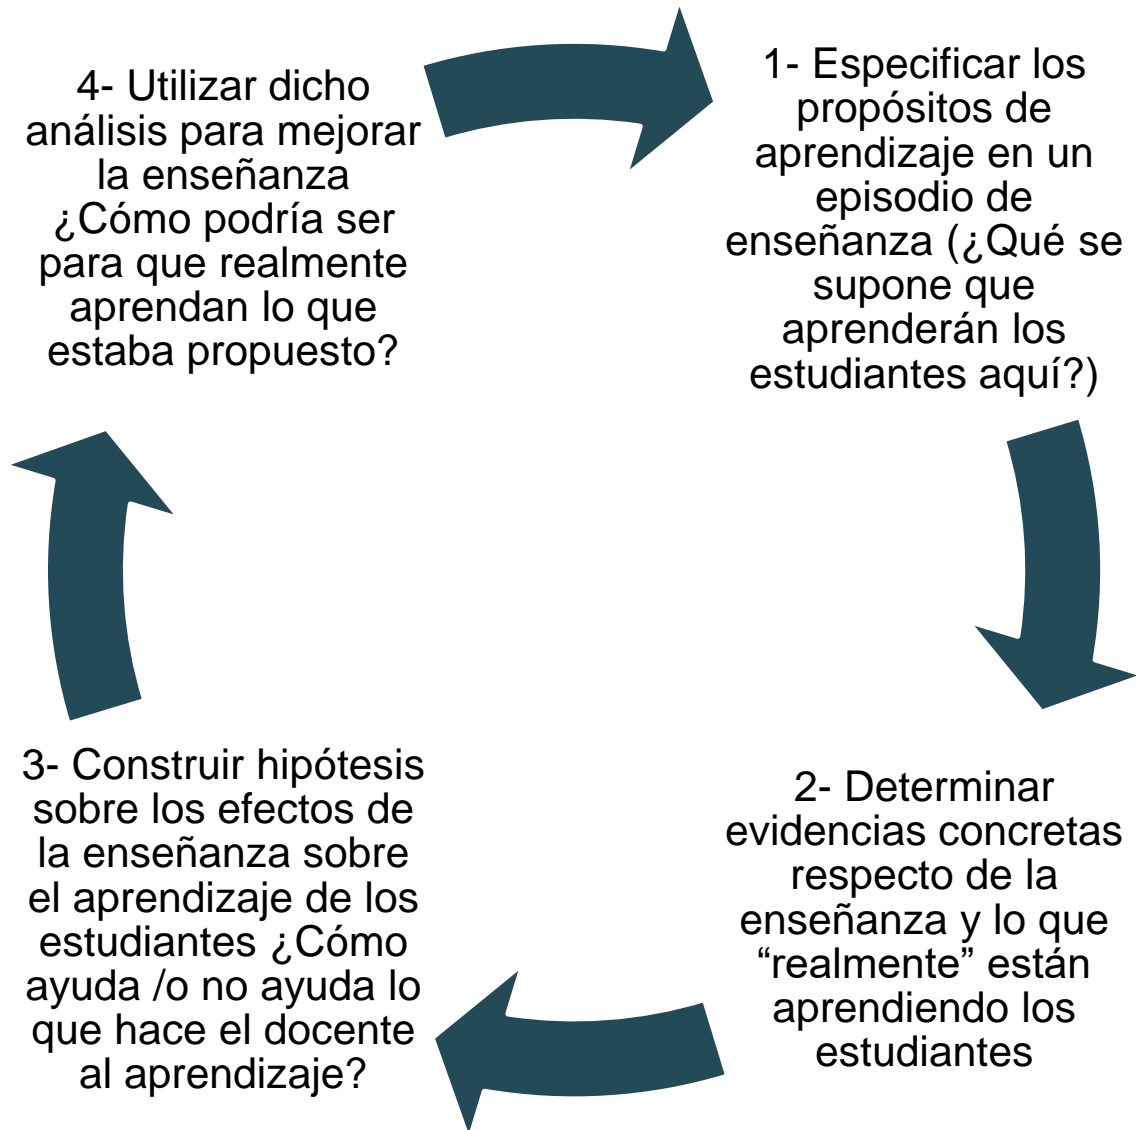 1- Especificar los
propósitos de
aprendizaje en un
episodio de
enseñanza (¿Qué se
supone que
aprenderán los
estudiantes aquí?)
2- Determinar
evidencias concretas
respecto de la
enseñanza y lo que
“realmente” están
aprendiendo los
estudiantes
3- Construir hipótesis
sobre los efectos de
la enseñanza sobre
el aprendizaje de los
estudiantes ¿Cómo
ayuda /o no ayuda lo
que hace el docente
al aprendizaje?
4- Utilizar dicho
análisis para mejorar
la enseñanza
¿Cómo podría ser
para que realmente
aprendan lo que
estaba propuesto?